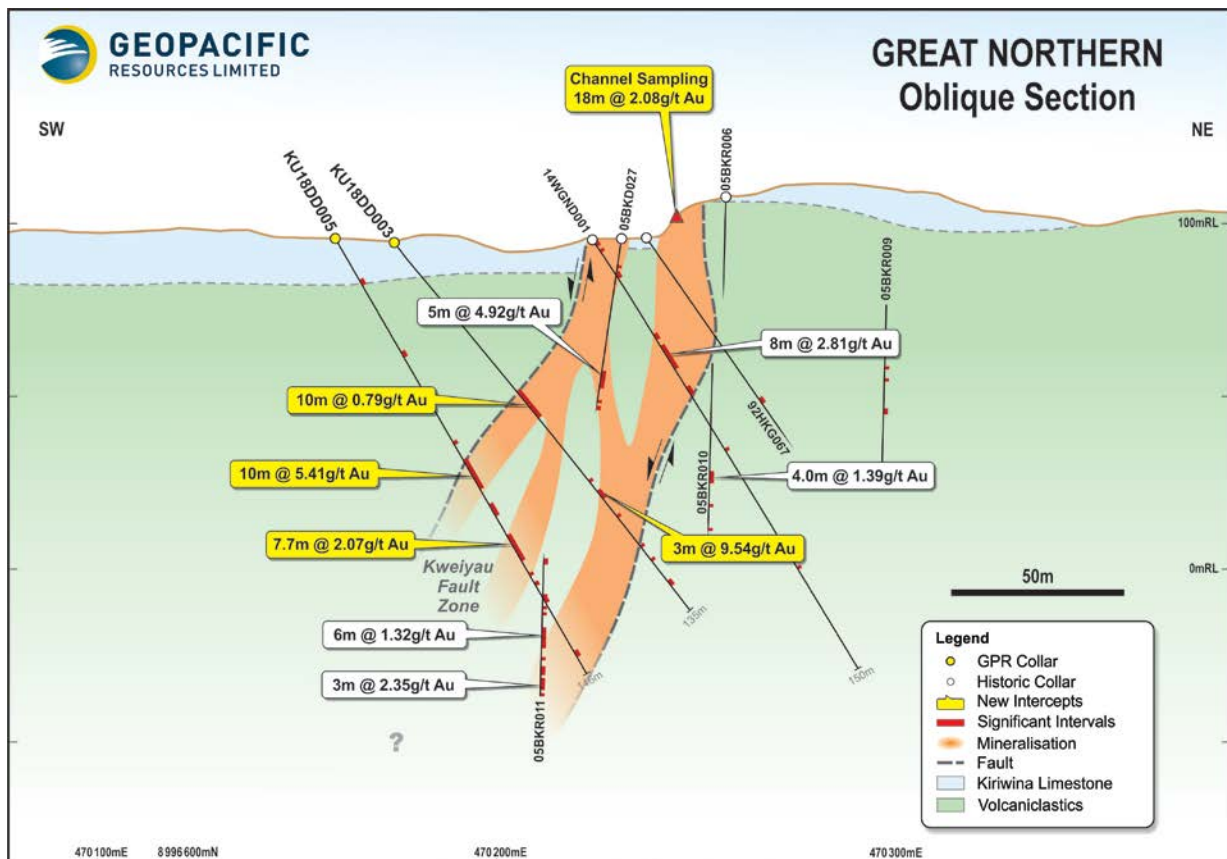 GEOPACIFIC
RESOURCES LIMITED
GREAT NORTHERN
Oblique Section
Channel Sampling
18m @ 2.08g/t Au
SW
NE
KU18DD005
KU18DD003
14WGND001
05BKD027
05BKR006
100mRL
05BKR009
5m @ 4.92g/t Au
8m @ 2.81g/t Au
10m @ 0.79g/t Au
92HKG067
10m @ 5.41g/t Au
05BKR010
4.0m @ 1.39g/t Au
7.7m @ 2.07g/t Au
3m @ 9.54g/t Au
Kweiyau
Fault
Zone
0mRL
50m
135m
6m @ 1.32g/t Au
3m @ 2.35g/t Au
150m
05BKR011
?
Legend
GPR Collar
Historic Collar
New Intercepts
Significant Intervals
Mineralisation
Fault
Kiriwina Limestone
Volcaniclastics
470100mE
8996600mN
470200mE
470300mE